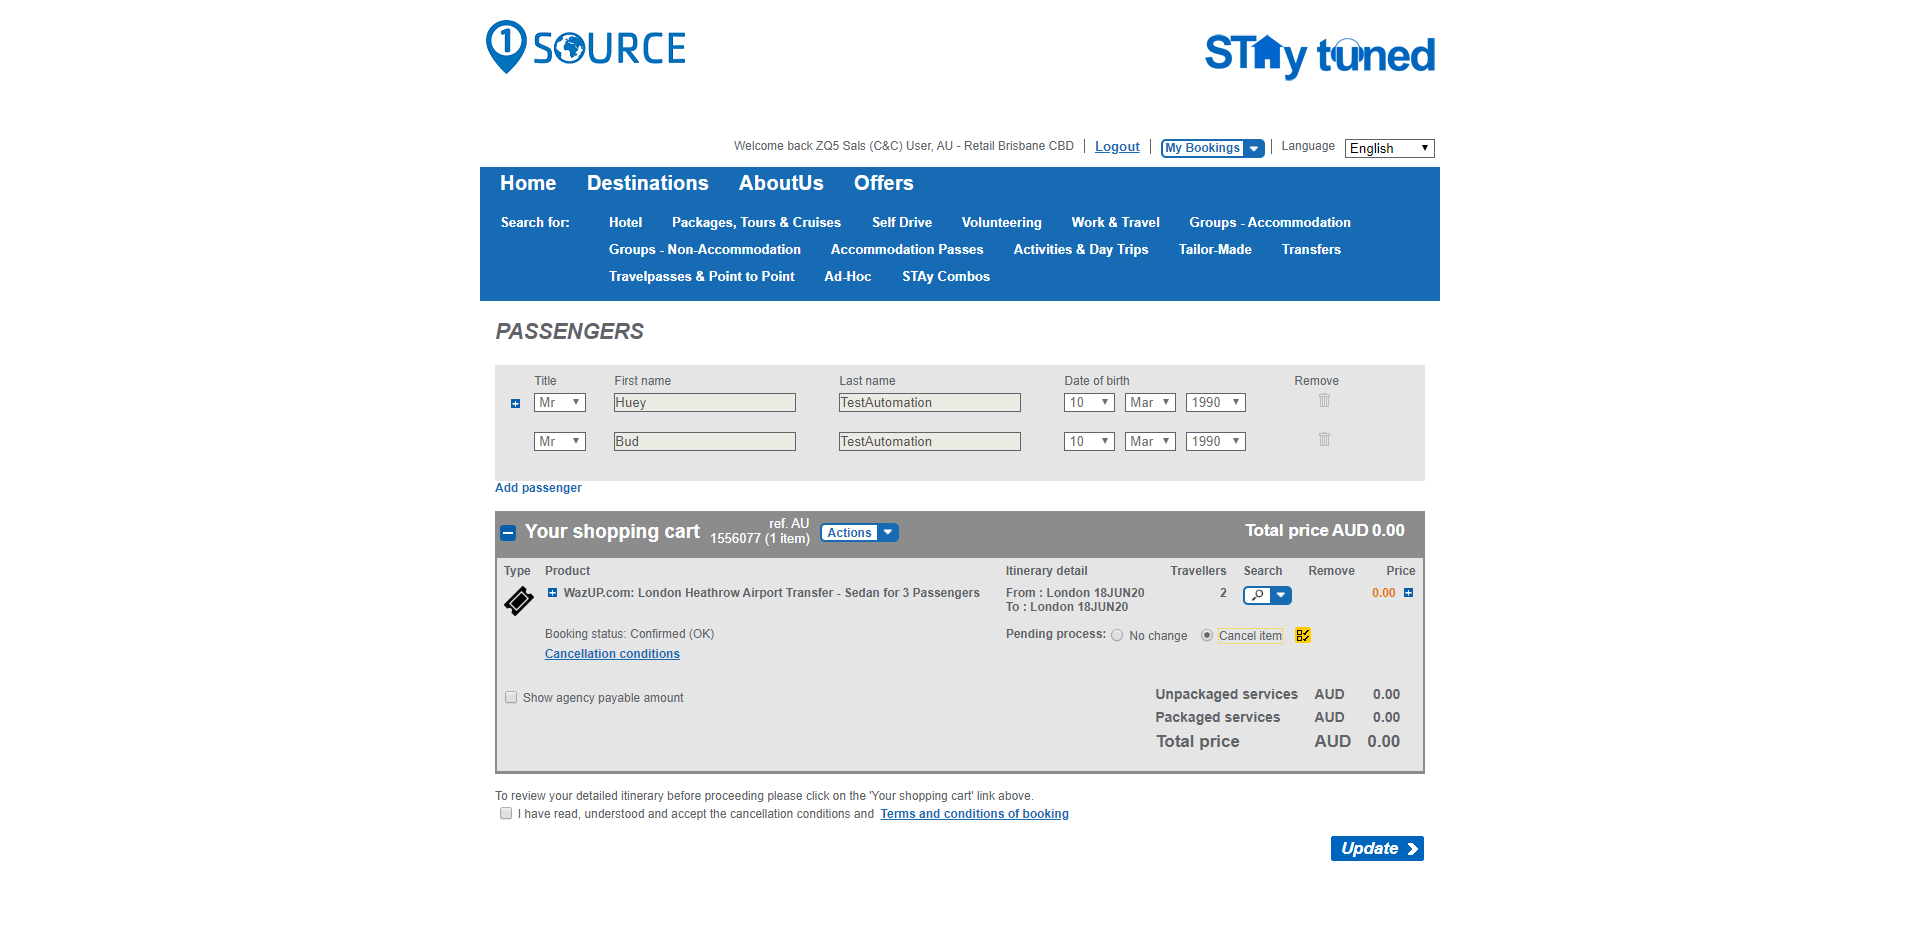 1 SOURCE
STAy tuned
Welcome back ZQ5 Sals (C&C) User, AU - Retail Brisbane CBD Logout My Bookings Language English
Home Destinations AboutUs Offers
Search for: Hotel Packages, Tours & Cruises Self Drive Volunteering Work & Travel Groups - Accommodation
Groups - Non-Accommodation Accommodation Passes Activities & Day Trips Tailor-Made Transfers
Travelpasses & Point to Point Ad-Hoc STAy Combos
PASSENGERS
Title First name Last name Date of birth Remove
Mr Huey TestAutomation 10 Mar 1990
Mr Bud TestAutomation 10 Mar 1990
Add passenger
Your shopping cart ref. AU 1556077 (1 item) Actions Total price AUD 0.00
Type Product Itinerary detail Travellers Search Remove Price
WazUP.com: London Heathrow Airport Transfer - Sedan for 3 Passengers From : London 18JUN20 2 0.00
To : London 18JUN20
Booking status: Confirmed (OK) Pending process: No change Cancel item
Cancellation conditions
Show agency payable amount
Unpackaged services AUD 0.00
Packaged services AUD 0.00
Total price AUD 0.00
To review your detailed itinerary before proceeding please click on the 'Your shopping cart' link above.
I have read, understood and accept the cancellation conditions and Terms and conditions of booking
Update